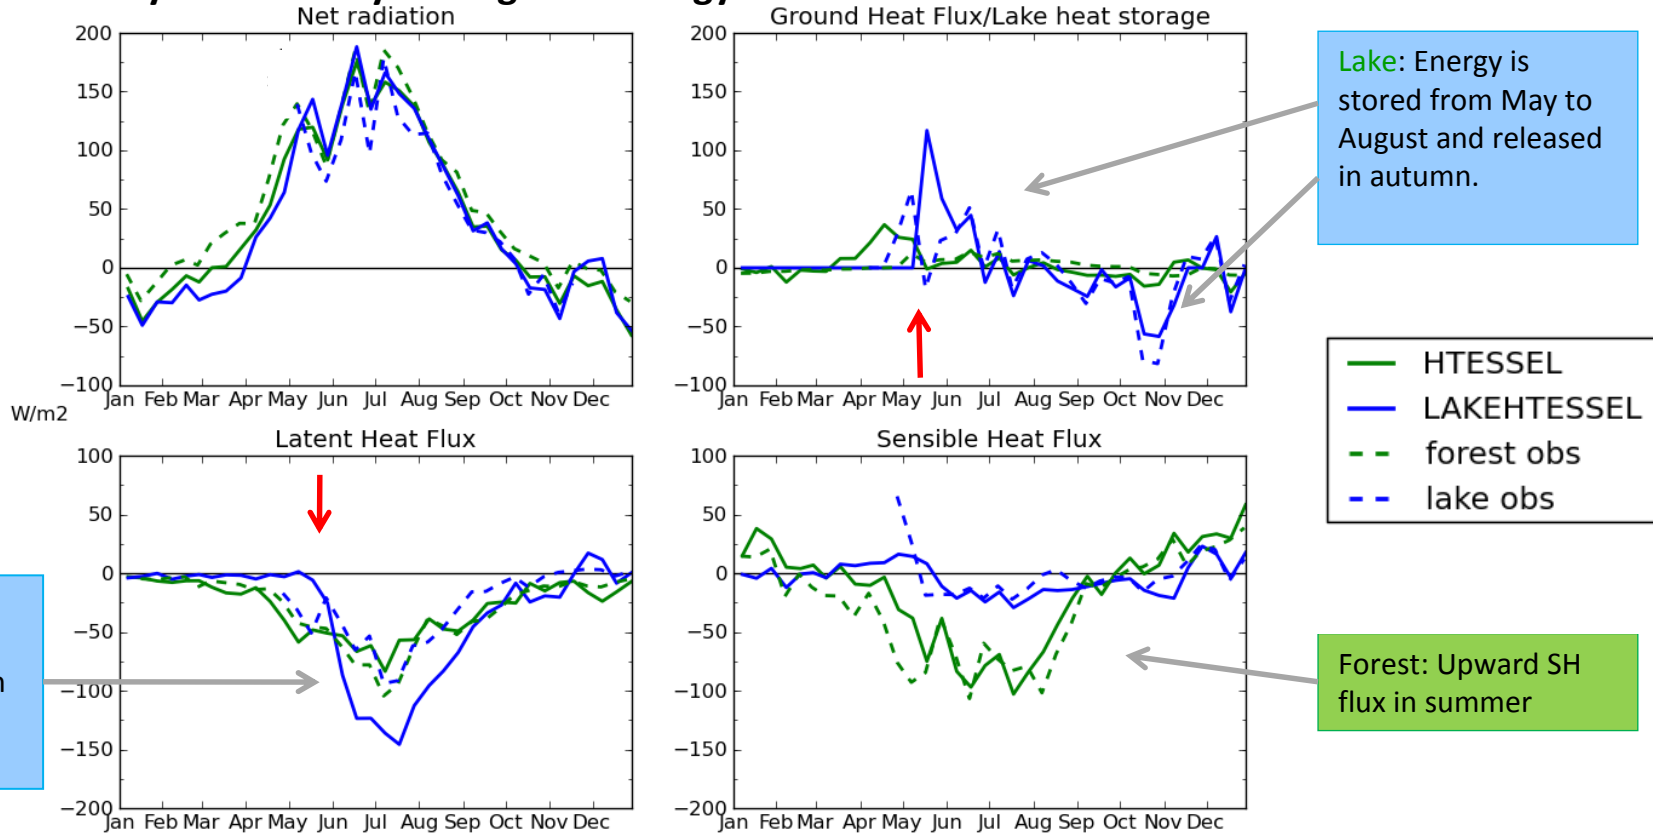 Net radiation
200
150
100
50
0
−50
−100
Jan Feb Mar Apr May Jun Jul Aug Sep Oct Nov Dec
W/m2
Ground Heat Flux/Lake heat storage
200
150
100
50
0
−50
−100
Jan Feb Mar Apr May Jun Jul Aug Sep Oct Nov Dec
Lake: Energy is
stored from May to
August and released
in autumn.
HTESSEL
LAKEHTESSEL
forest obs
lake obs
Latent Heat Flux
100
50
0
−50
−100
−150
−200
Jan Feb Mar Apr May Jun Jul Aug Sep Oct Nov Dec
Sensible Heat Flux
100
50
0
−50
−100
−150
−200
Jan Feb Mar Apr May Jun Jul Aug Sep Oct Nov Dec
Forest: Upward SH
flux in summer